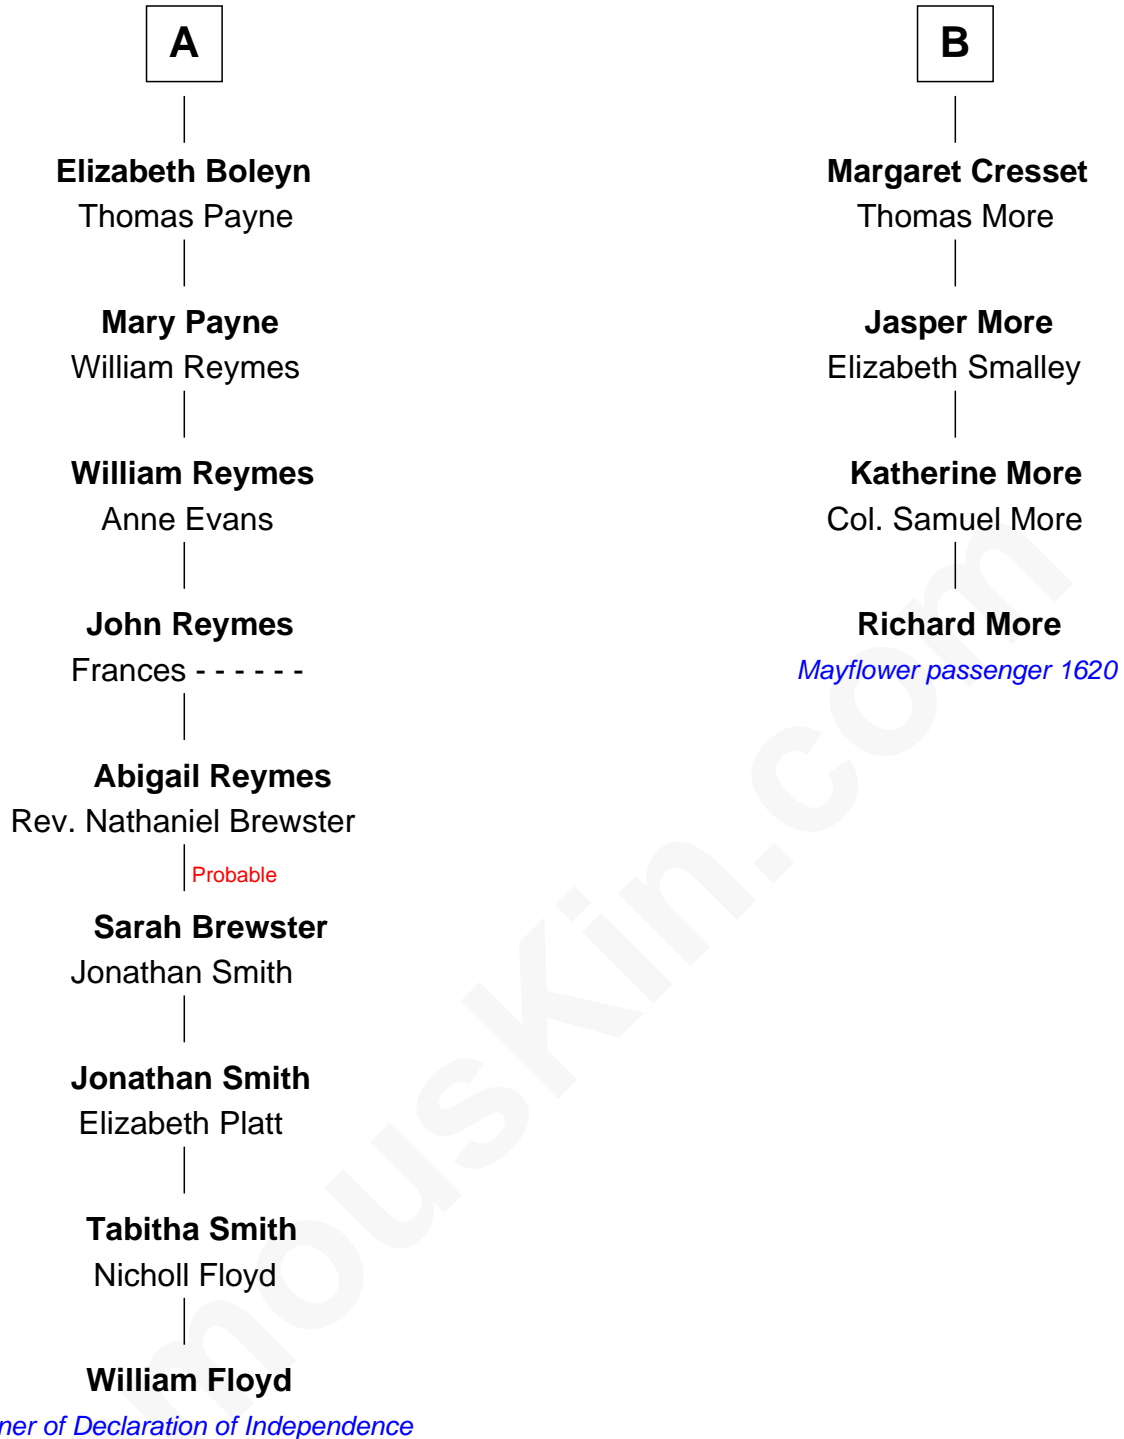 A
Elizabeth Boleyn
Thomas Payne
Mary Payne
William Reymes
William Reymes
Anne Evans
John Reymes
Frances - - - - - -
Abigail Reymes
Rev. Nathaniel Brewster
Probable
Sarah Brewster
Jonathan Smith
Jonathan Smith
Elizabeth Platt
Tabitha Smith
Nicholl Floyd
William Floyd
ner of Declaration of Independence
B
Margaret Cresset
Thomas More
Jasper More
Elizabeth Smalley
Katherine More
Col. Samuel More
Richard More
Mayflower passenger 1620
mousKin.com